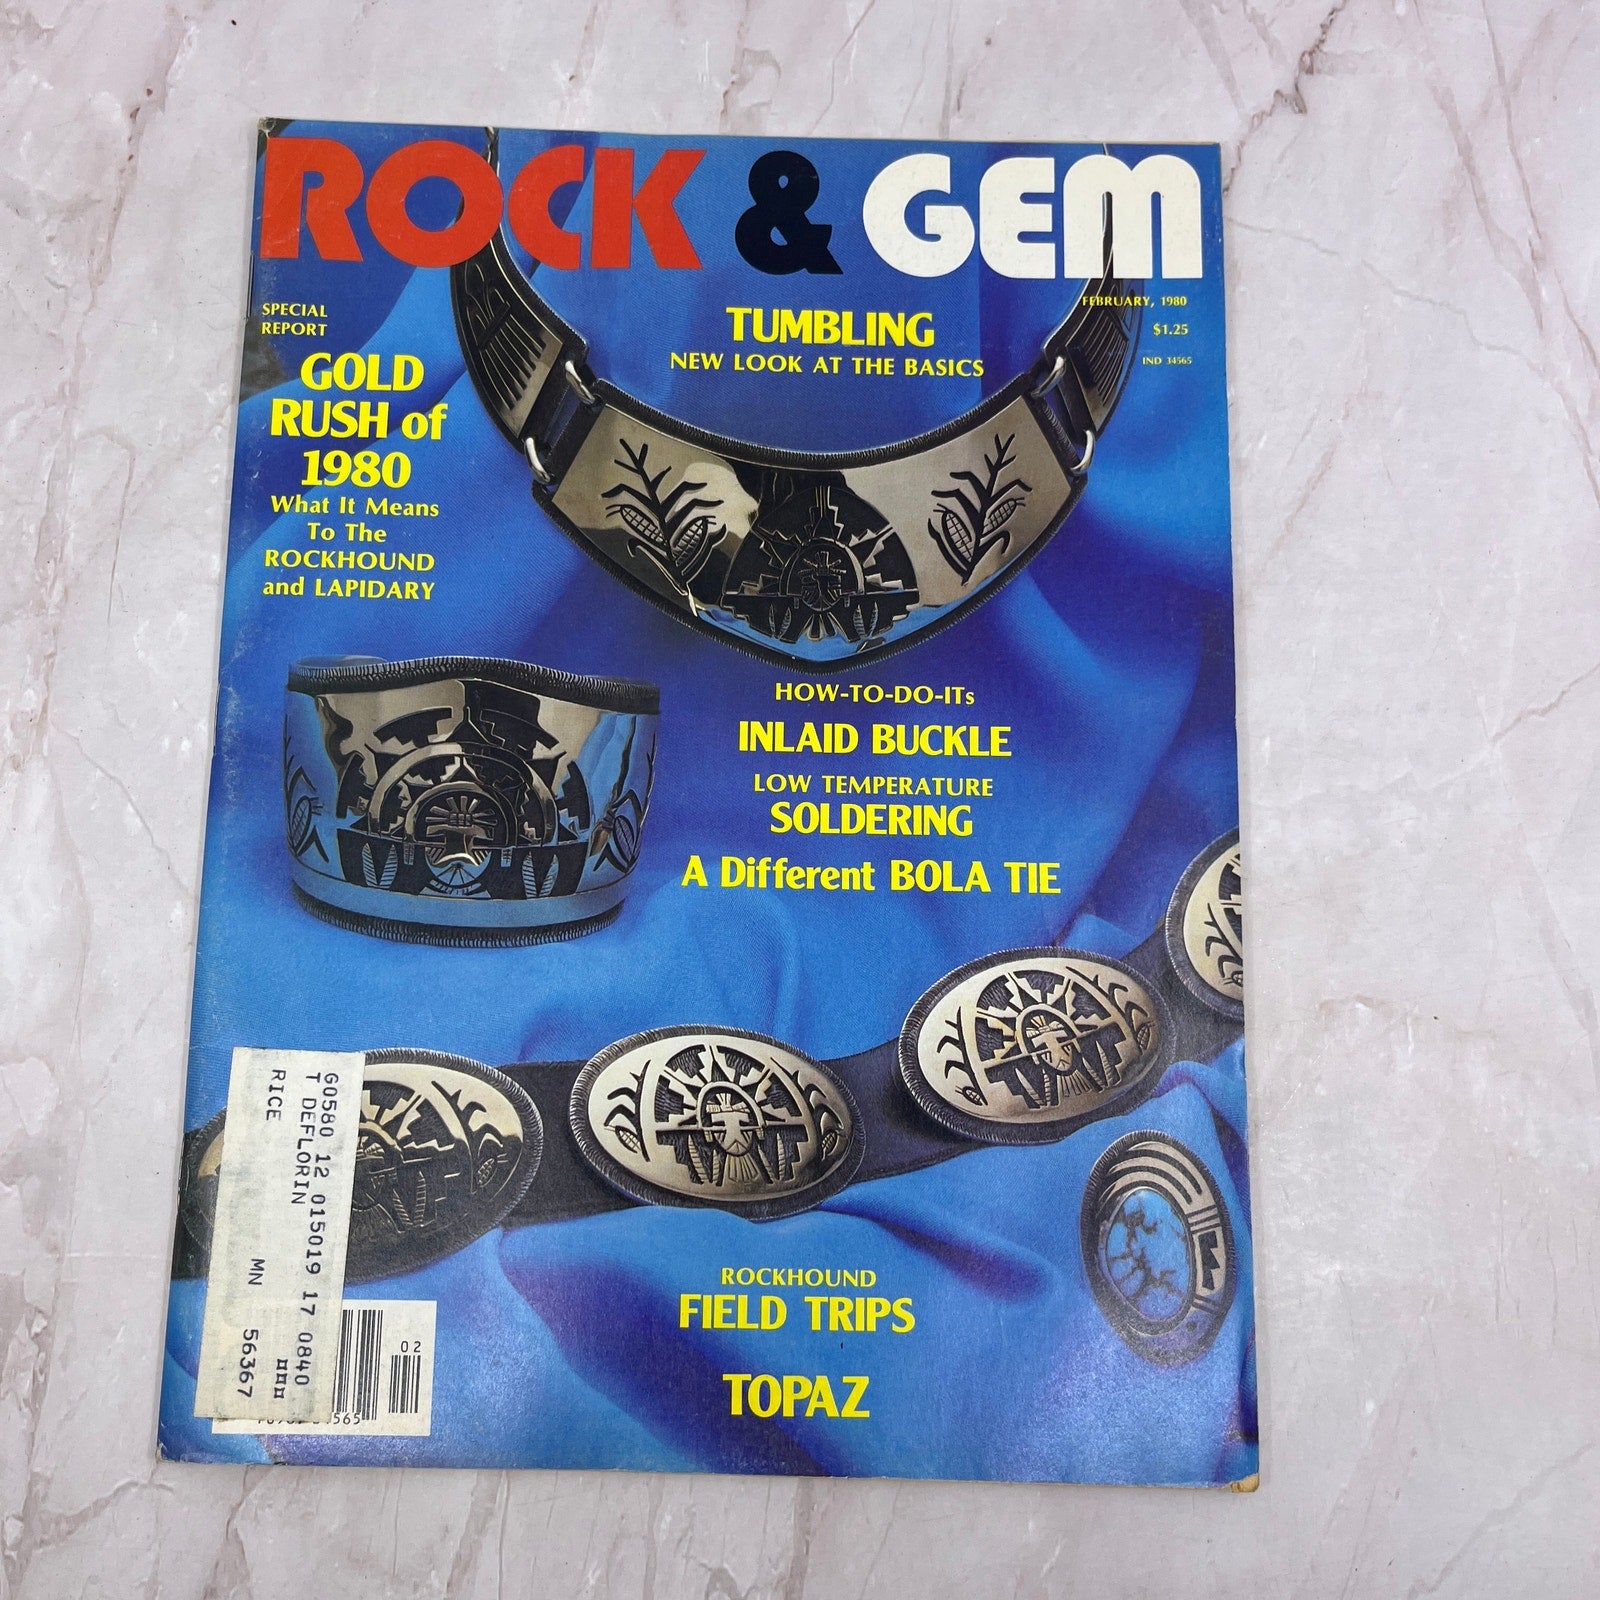 ROCK & GEM
FEBRUARY, 1980
$1.25
IND 34565
SPECIAL
REPORT
GOLD
RUSH of
1980
What It Means
To The
ROCKHOUND
and LAPIDARY
TUMBLING
NEW LOOK AT THE BASICS
HOW-TO-DO-ITs
INLAID BUCKLE
LOW TEMPERATURE
SOLDERING
A Different BOLA TIE
ROCKHOUND
FIELD TRIPS
TOPAZ
G0580 12 015019 17 0840
T DEFLORIN
RICE MN 56367
02